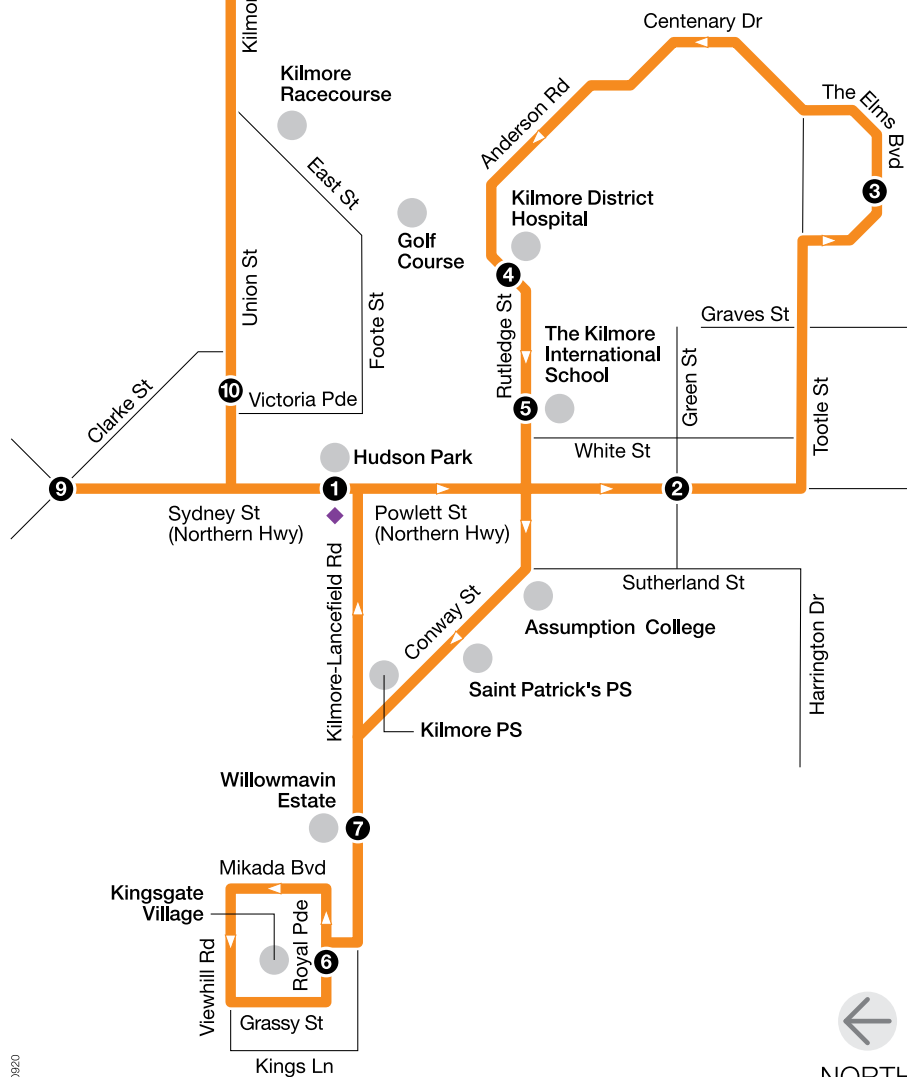 Kilmor
Centenary Dr
Kilmore
Racecourse
The Elms
Bvd
Anderson Rd
East St
3
Kilmore District
Hospital
Golf
Course
4
Union St
Foote St
Rutledge St
Graves St
The Kilmore
International
School
Green St
Tootle St
10
Victoria Pde
5
Clarke St
White St
Hudson Park
9
1
2
Sydney St
(Northern Hwy)
Powlett St
(Northern Hwy)
Kilmore-Lancefield Rd
Sutherland St
Conway St
Assumption College
Harrington Dr
Saint Patrick's PS
Kilmore PS
Willowmavin
Estate
7
Mikada Bvd
Kingsgate
Village
Royal Pde
Viewhill Rd
6
Grassy St
Kings Ln
NORTH
0920